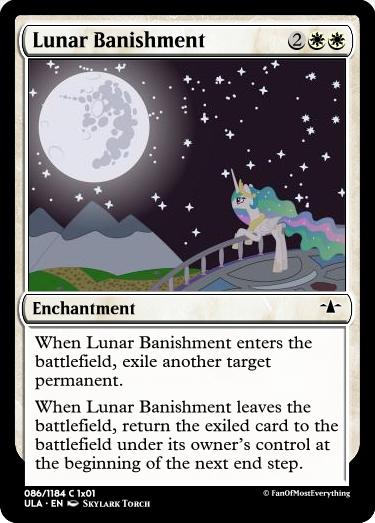 Lunar Banishment 2
Enchantment
When Lunar Banishment enters the
battlefield, exile another target
permanent.
When Lunar Banishment leaves the
battlefield, return the exiled card to the
battlefield under its owner's control at
the beginning of the next end step.
086/1184 C 1x01
ULA • EN Skylark Torch
© FanOfMostEverything